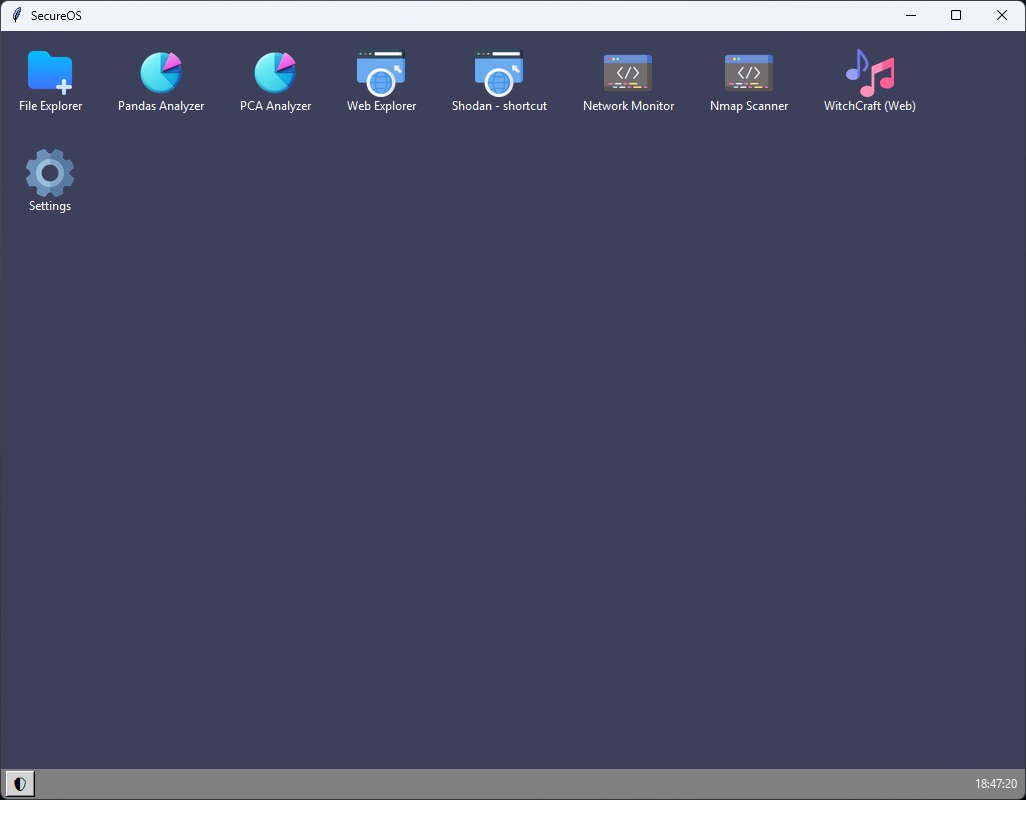 SecureOS
File Explorer
Pandas Analyzer
PCA Analyzer
Web Explorer
Shodan - shortcut
Network Monitor
Nmap Scanner
WitchCraft (Web)
Settings
18:47:20